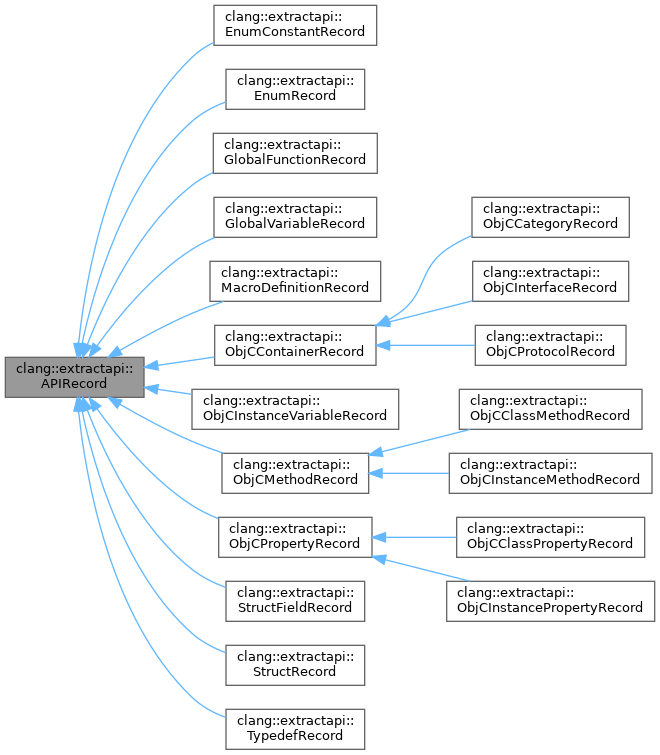 clang::extractapi::
EnumConstantRecord
clang::extractapi::
EnumRecord
clang::extractapi::
GlobalFunctionRecord
clang::extractapi::
GlobalVariableRecord
clang::extractapi::
MacroDefinitionRecord
clang::extractapi::
ObjCContainerRecord
clang::extractapi::
APIRecord
clang::extractapi::
ObjCInstanceVariableRecord
clang::extractapi::
ObjCMethodRecord
clang::extractapi::
ObjCPropertyRecord
clang::extractapi::
StructFieldRecord
clang::extractapi::
StructRecord
clang::extractapi::
TypedefRecord
clang::extractapi::
ObjCCategoryRecord
clang::extractapi::
ObjCInterfaceRecord
clang::extractapi::
ObjCProtocolRecord
clang::extractapi::
ObjCClassMethodRecord
clang::extractapi::
ObjCInstanceMethodRecord
clang::extractapi::
ObjCClassPropertyRecord
clang::extractapi::
ObjCInstancePropertyRecord